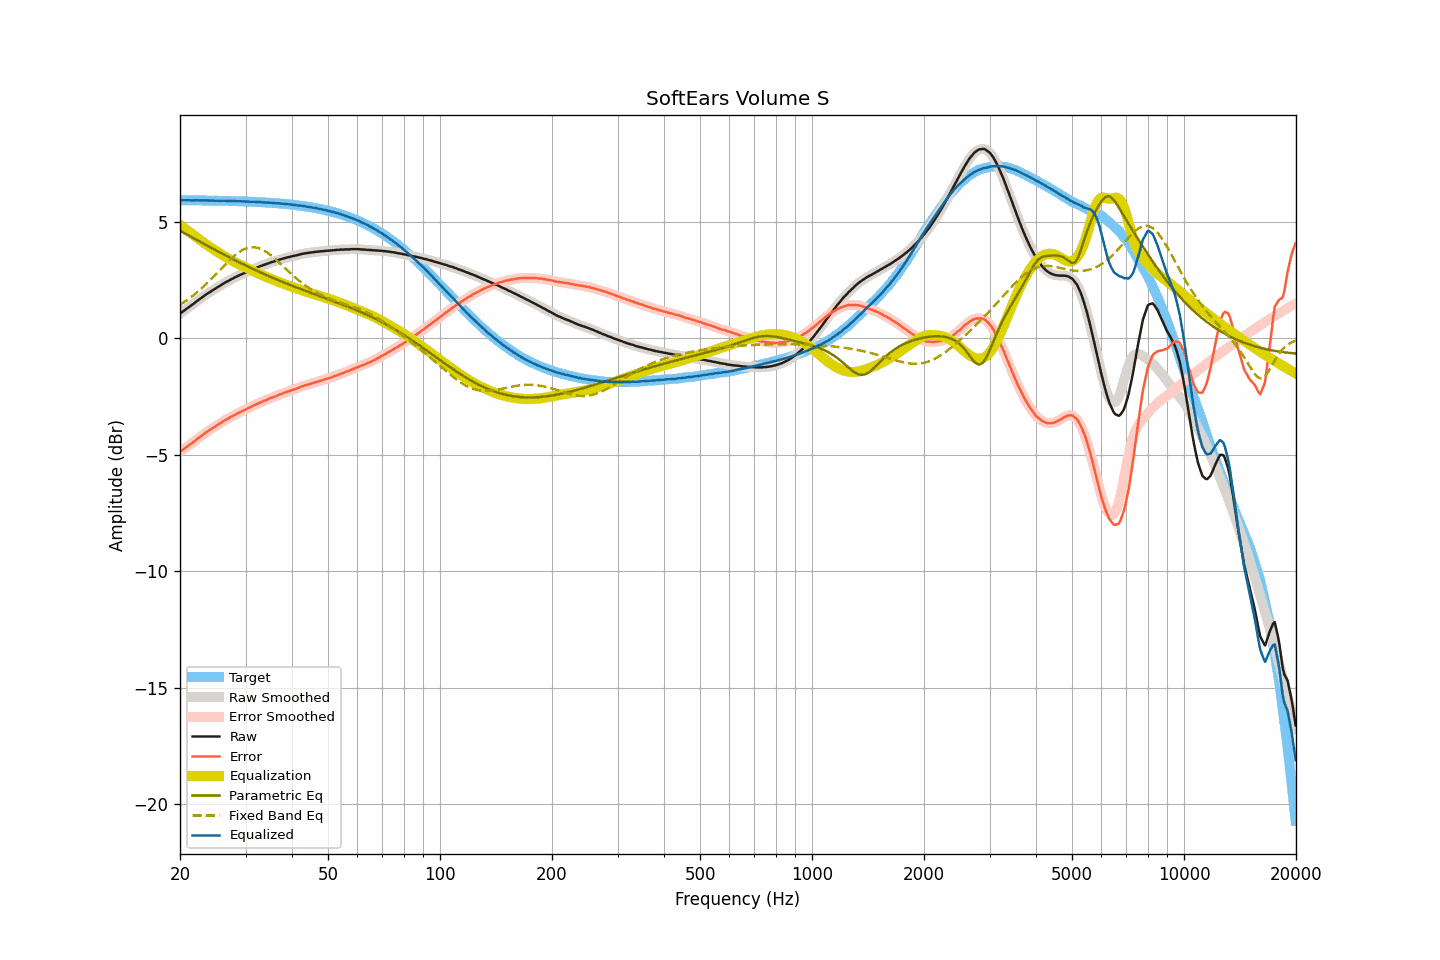 SoftEars Volume S
5
0
−5
−10
−15
−20
Amplitude (dBr)
Target
Raw Smoothed
Error Smoothed
Raw
Error
Equalization
Parametric Eq
Fixed Band Eq
Equalized
20 50 100 200 500 1000 2000 5000 10000 20000
Frequency (Hz)